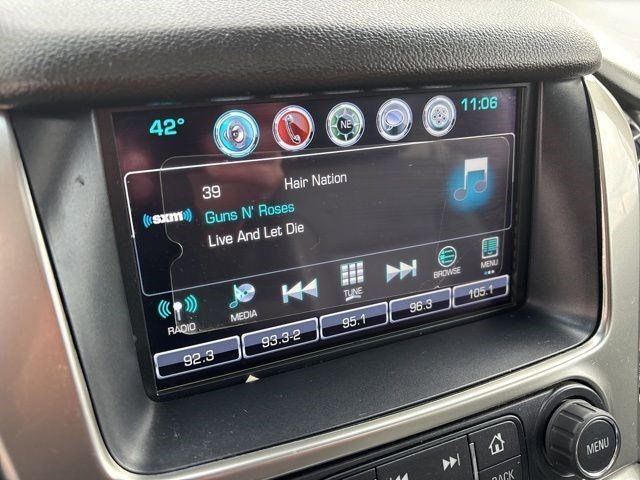 42°
NE
11:06
39 Hair Nation
sxm
Guns N' Roses
Live And Let Die
RADIO
MEDIA
TUNE
BROWSE
MENU
92.3
93.3-2
95.1
96.3
105.1
MENU
BACK